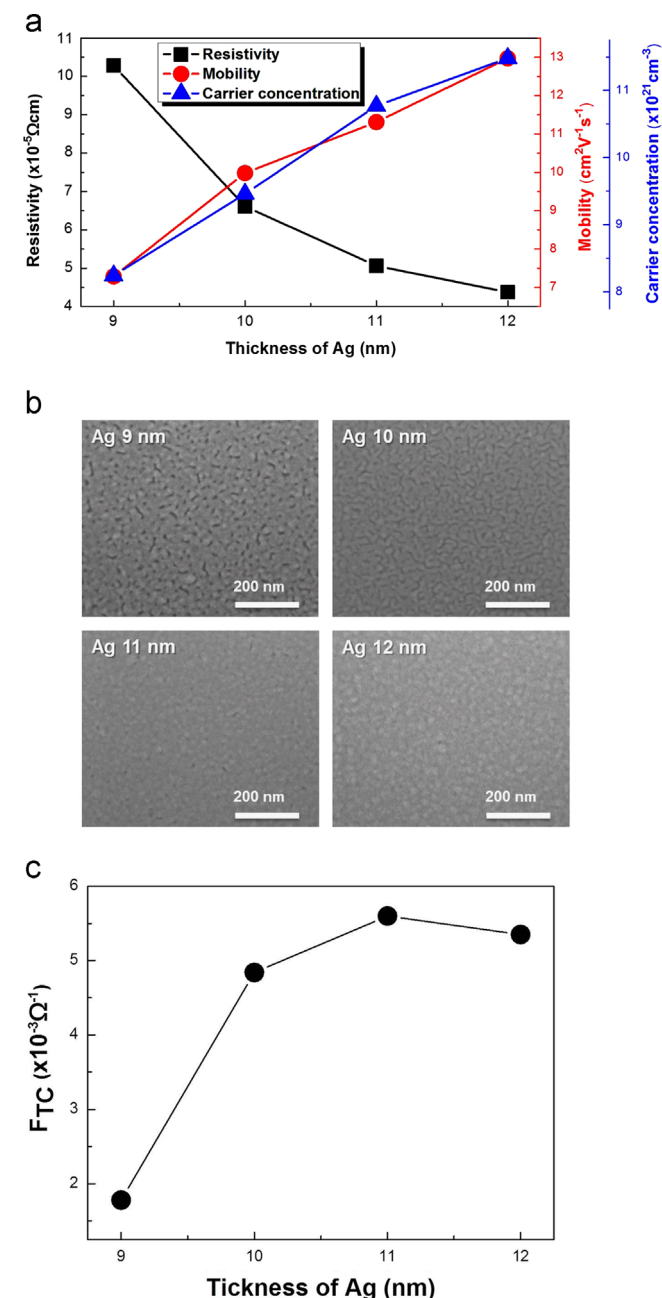 a
Resistivity
Mobility
Carrier concentration
11
10
9
8
7
6
5
4
Resistivity (x10⁻⁵Ωcm)
9
10
11
12
Thickness of Ag (nm)
13
12
11
10
9
8
7
Mobility (cm²V⁻¹s⁻¹)
11
10
9
8
Carrier concentration (x10²¹cm⁻³)
b
Ag 9 nm
200 nm
Ag 10 nm
200 nm
Ag 11 nm
200 nm
Ag 12 nm
200 nm
c
6
5
4
3
2
FTC (x10⁻³Ω⁻¹)
9
10
11
12
Tickness of Ag (nm)